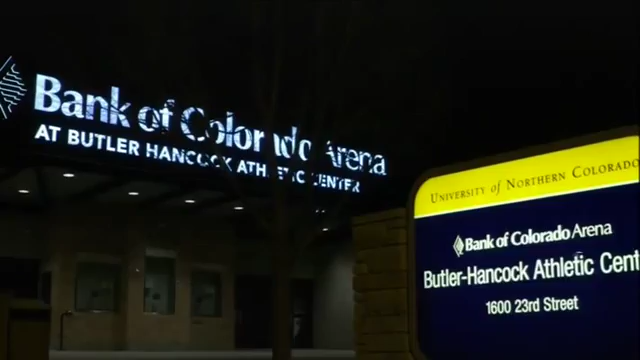 Bank of Colorado Arena
AT BUTLER HANCOCK ATHLETIC CENTER
UNIVERSITY of NORTHERN COLORADO
Bank of Colorado Arena
Butler-Hancock Athletic Cent
1600 23rd Street